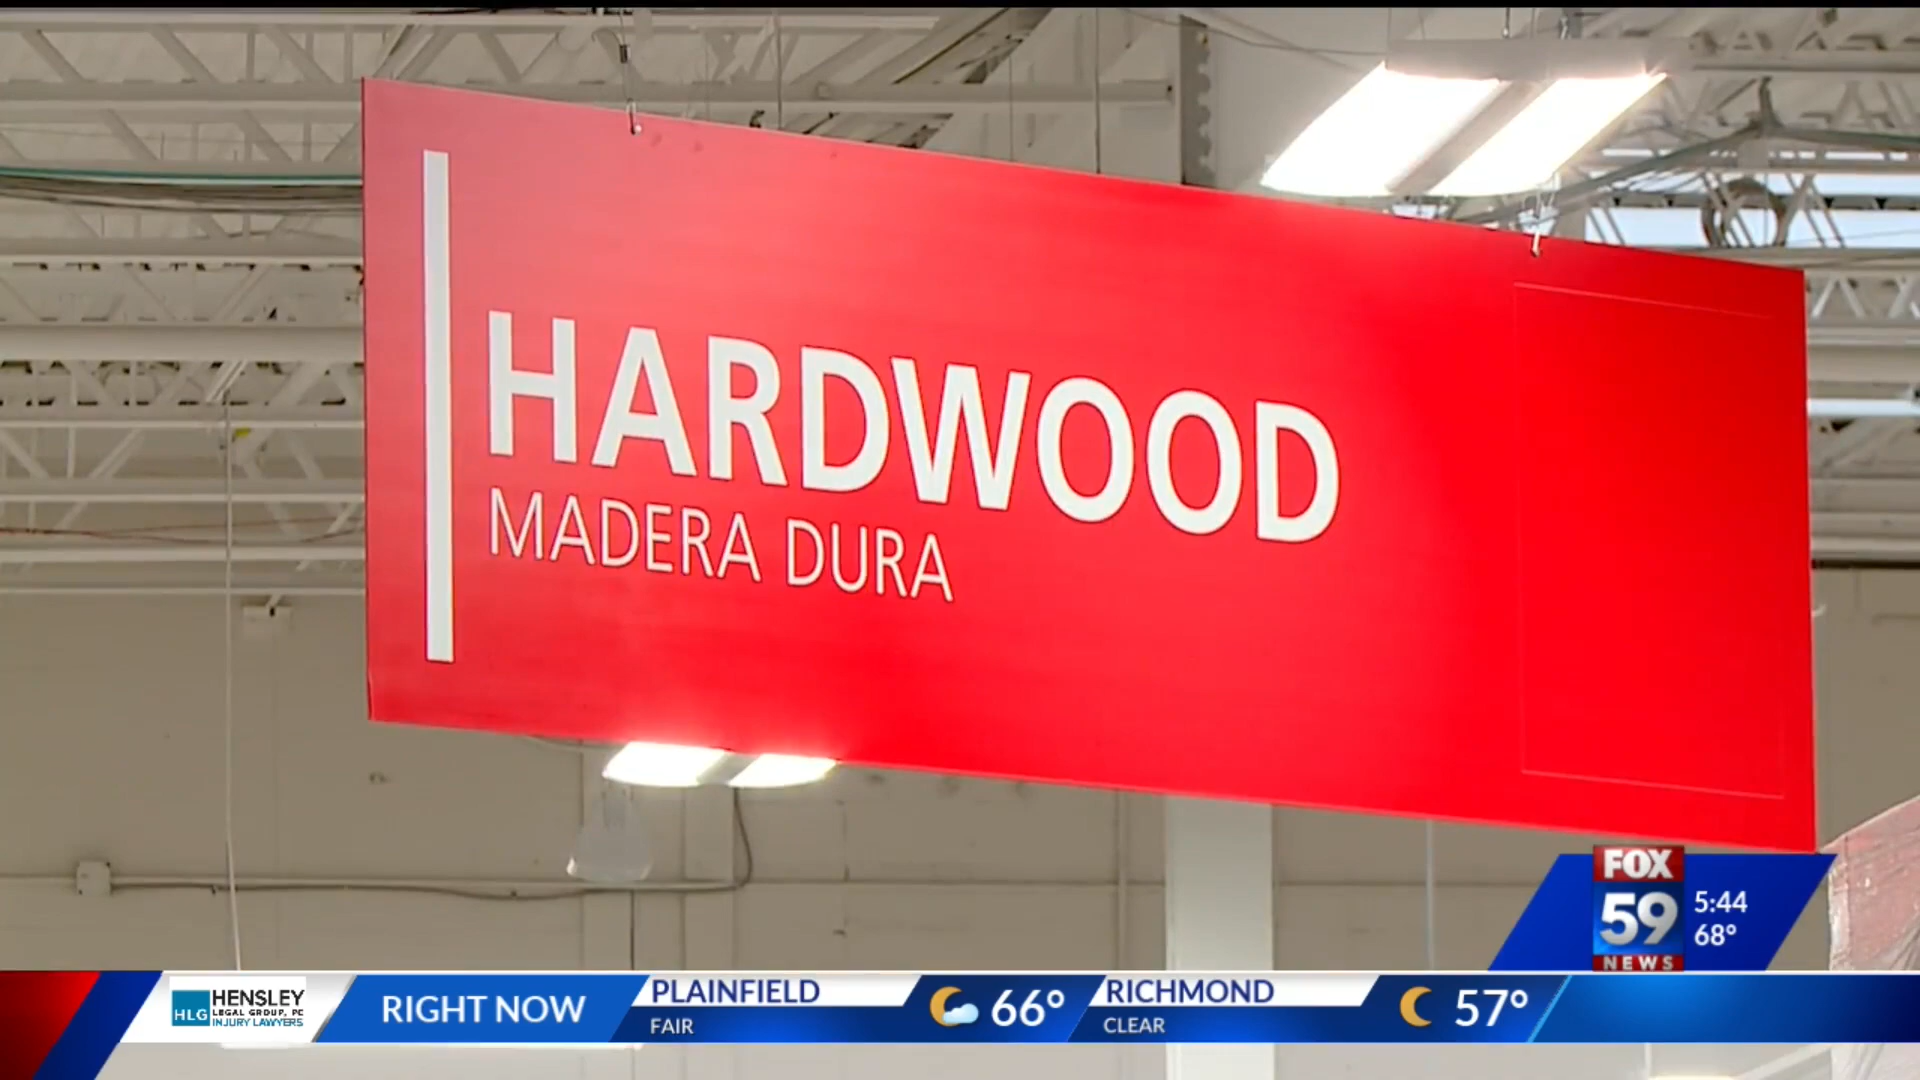 HARDWOOD
MADERA DURA
FOX
59
NEWS
5:44
68°
HLG
HENSLEY
LEGAL GROUP, PC
INJURY LAWYERS
RIGHT NOW
PLAINFIELD
FAIR
66°
RICHMOND
CLEAR
57°